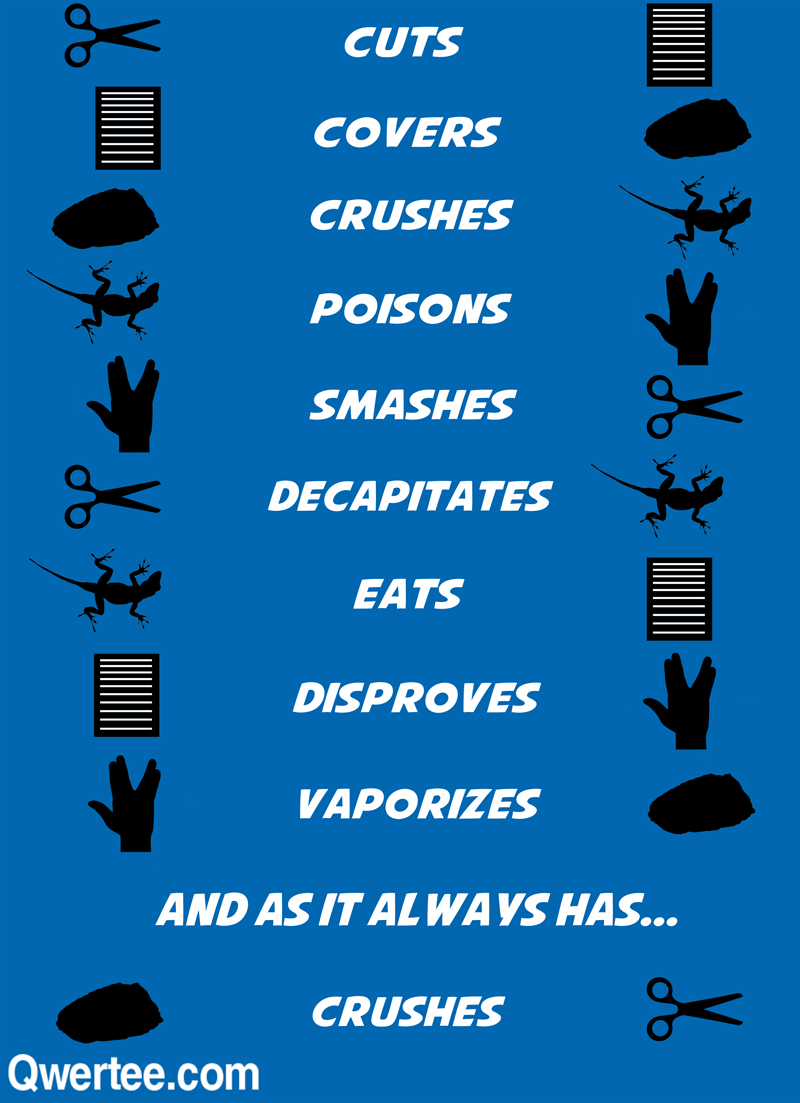 CUTS
COVERS
CRUSHES
POISONS
SMASHES
DECAPITATES
EATS
DISPROVES
VAPORIZES
AND AS IT ALWAYS HAS...
CRUSHES
Qwertee.com